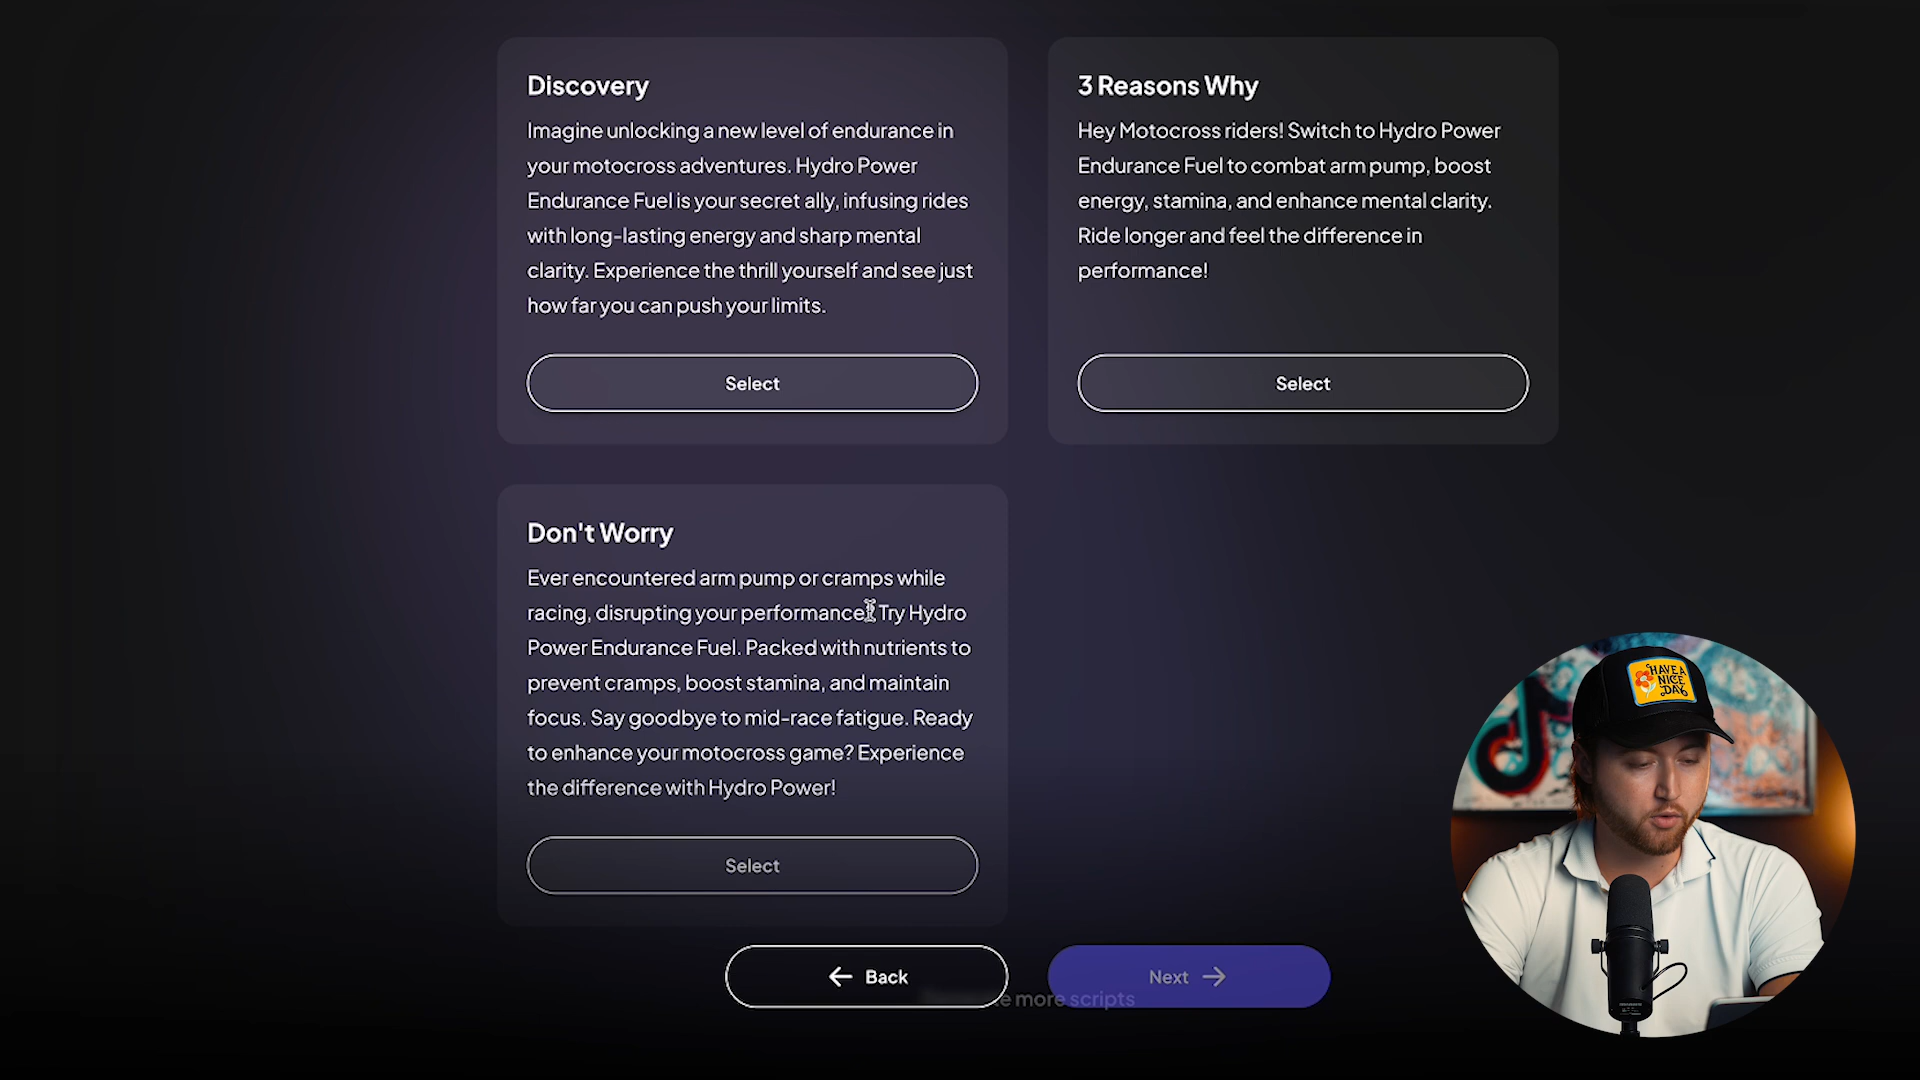 Discovery
Imagine unlocking a new level of endurance in
your motocross adventures. Hydro Power
Endurance Fuel is your secret ally, infusing rides
with long-lasting energy and sharp mental
clarity. Experience the thrill yourself and see just
how far you can push your limits.
Select
3 Reasons Why
Hey Motocross riders! Switch to Hydro Power
Endurance Fuel to combat arm pump, boost
energy, stamina, and enhance mental clarity.
Ride longer and feel the difference in
performance!
Select
Don't Worry
Ever encountered arm pump or cramps while
racing, disrupting your performance? Try Hydro
Power Endurance Fuel. Packed with nutrients to
prevent cramps, boost stamina, and maintain
focus. Say goodbye to mid-race fatigue. Ready
to enhance your motocross game? Experience
the difference with Hydro Power!
Select
Back
Next
more scripts
HAVE A
NICE
DAY